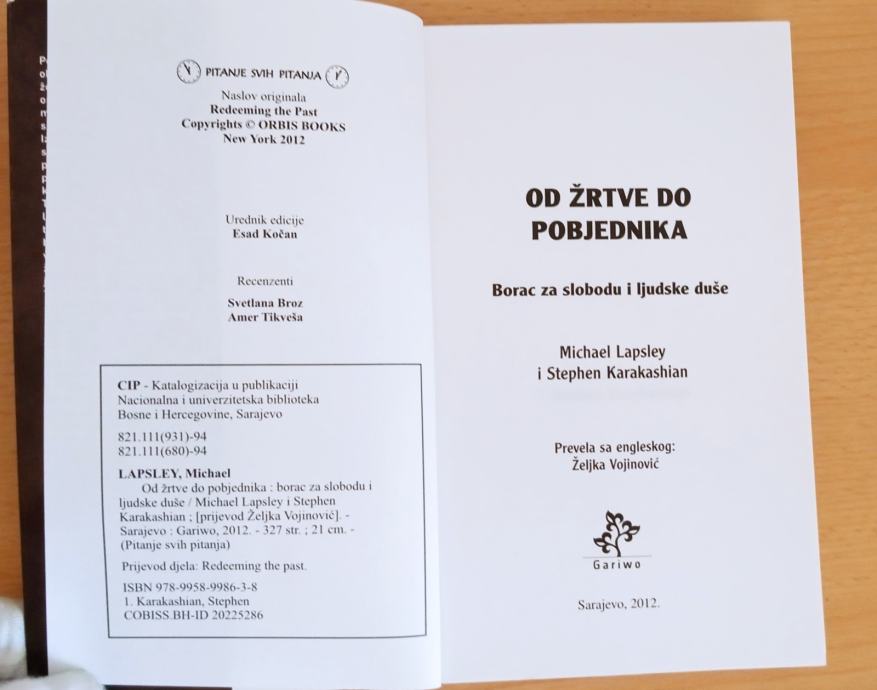 PITANJE SVIH PITANJA
Naslov originala
Redeeming the Past
Copyrights © ORBIS BOOKS
New York 2012
Urednik edicije
Esad Kočan
Recenzenti
Svetlana Broz
Amer Tikveša
CIP - Katalogizacija u publikaciji
Nacionalna i univerzitetska biblioteka
Bosne i Hercegovine, Sarajevo
821.111(931)-94
821.111(680)-94
LAPSLEY, Michael
Od žrtve do pobjednika : borac za slobodu i
ljudske duše / Michael Lapsley i Stephen
Karakashian ; [prijevod Željka Vojinović]. -
Sarajevo : Gariwo, 2012. - 327 str. ; 21 cm. -
(Pitanje svih pitanja)
Prijevod djela: Redeeming the past.
ISBN 978-9958-9986-3-8
1. Karakashian, Stephen
COBISS.BH-ID 20225286
OD ŽRTVE DO
POBJEDNIKA
Borac za slobodu i ljudske duše
Michael Lapsley
i Stephen Karakashian
Prevela sa engleskog:
Željka Vojinović
Gariwo
Sarajevo, 2012.